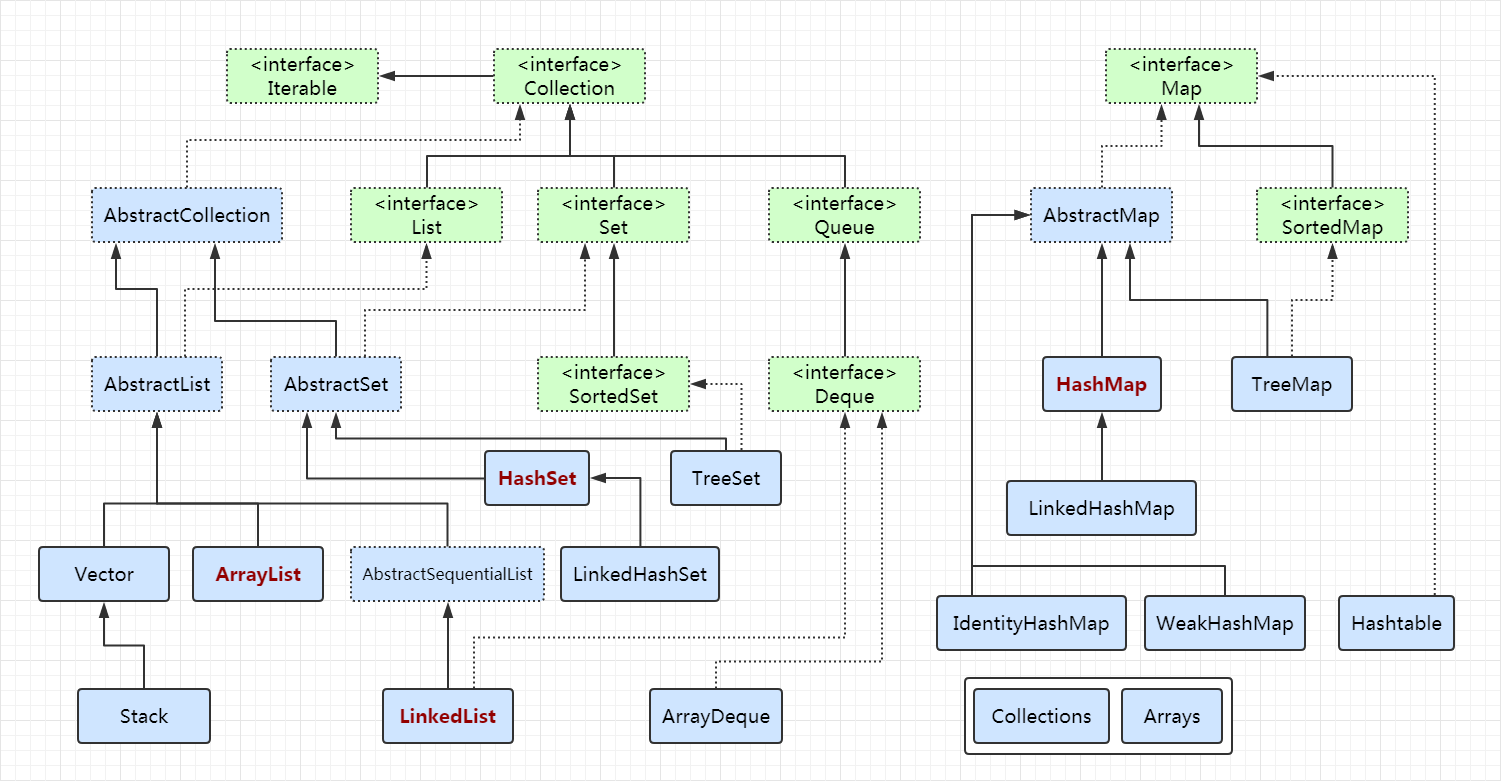 <interface>
Iterable
<interface>
Collection
<interface>
Map
AbstractCollection
<interface>
List
<interface>
Set
<interface>
Queue
AbstractMap
<interface>
SortedMap
AbstractList
AbstractSet
<interface>
SortedSet
<interface>
Deque
HashMap
TreeMap
HashSet
TreeSet
LinkedHashMap
Vector
ArrayList
AbstractSequentialList
LinkedHashSet
IdentityHashMap
WeakHashMap
Hashtable
Stack
LinkedList
ArrayDeque
Collections
Arrays